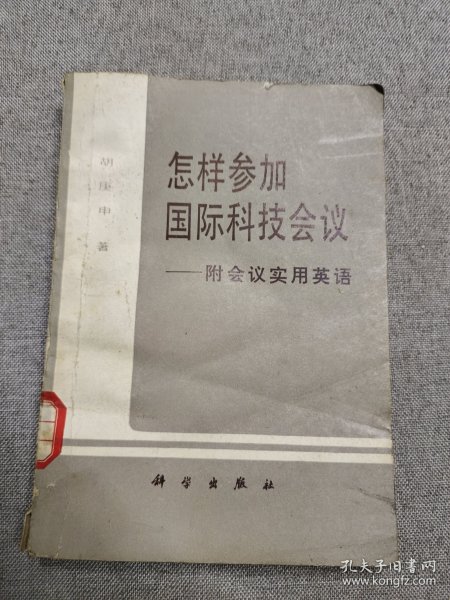 怎样参加
国际科技会议
——附会议实用英语
胡庚申 著
科学出版社
孔夫子旧书网
www.kongfz.com